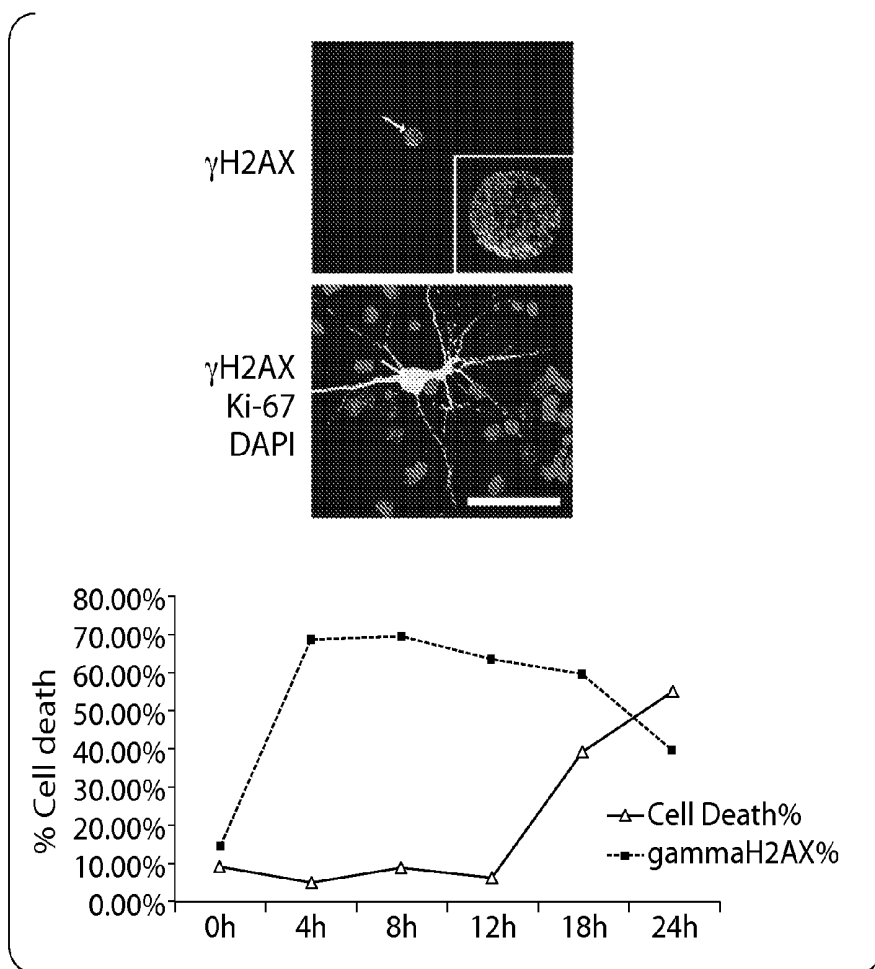 γH2AX
γH2AX
Ki-67
DAPI
% Cell death
80.00%
70.00%
60.00%
50.00%
40.00%
30.00%
20.00%
10.00%
0.00%
0h 4h 8h 12h 18h 24h
Cell Death%
gammaH2AX%